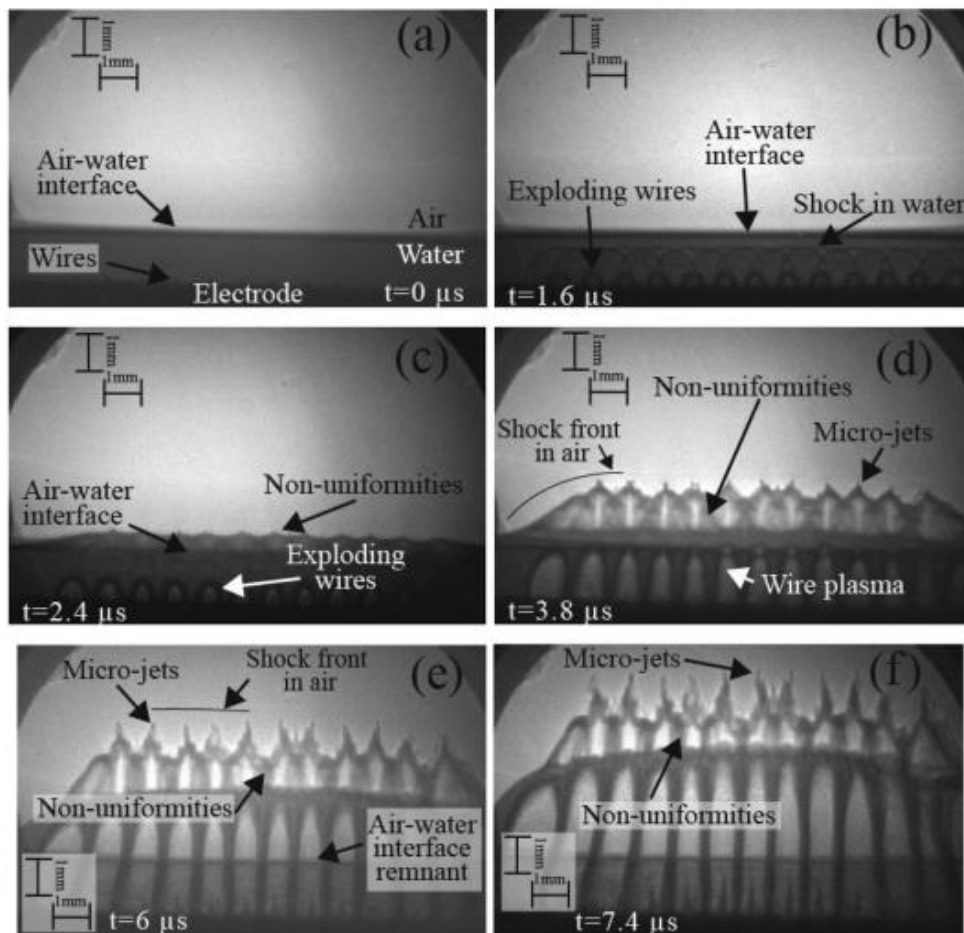 (a)
1mm
1mm
Air-water
interface
Air
Wires
Water
Electrode
t=0 µs
(b)
1mm
1mm
Air-water
interface
Exploding wires
Shock in water
t=1.6 µs
(c)
1mm
1mm
Air-water
interface
Non-uniformities
Exploding
wires
t=2.4 µs
(d)
1mm
1mm
Non-uniformities
Shock front
in air
Micro-jets
Wire plasma
t=3.8 µs
(e)
Micro-jets
Shock front
in air
Non-uniformities
Air-water
interface
remnant
1mm
1mm
t=6 µs
(f)
Micro-jets
Non-uniformities
1mm
1mm
t=7.4 µs